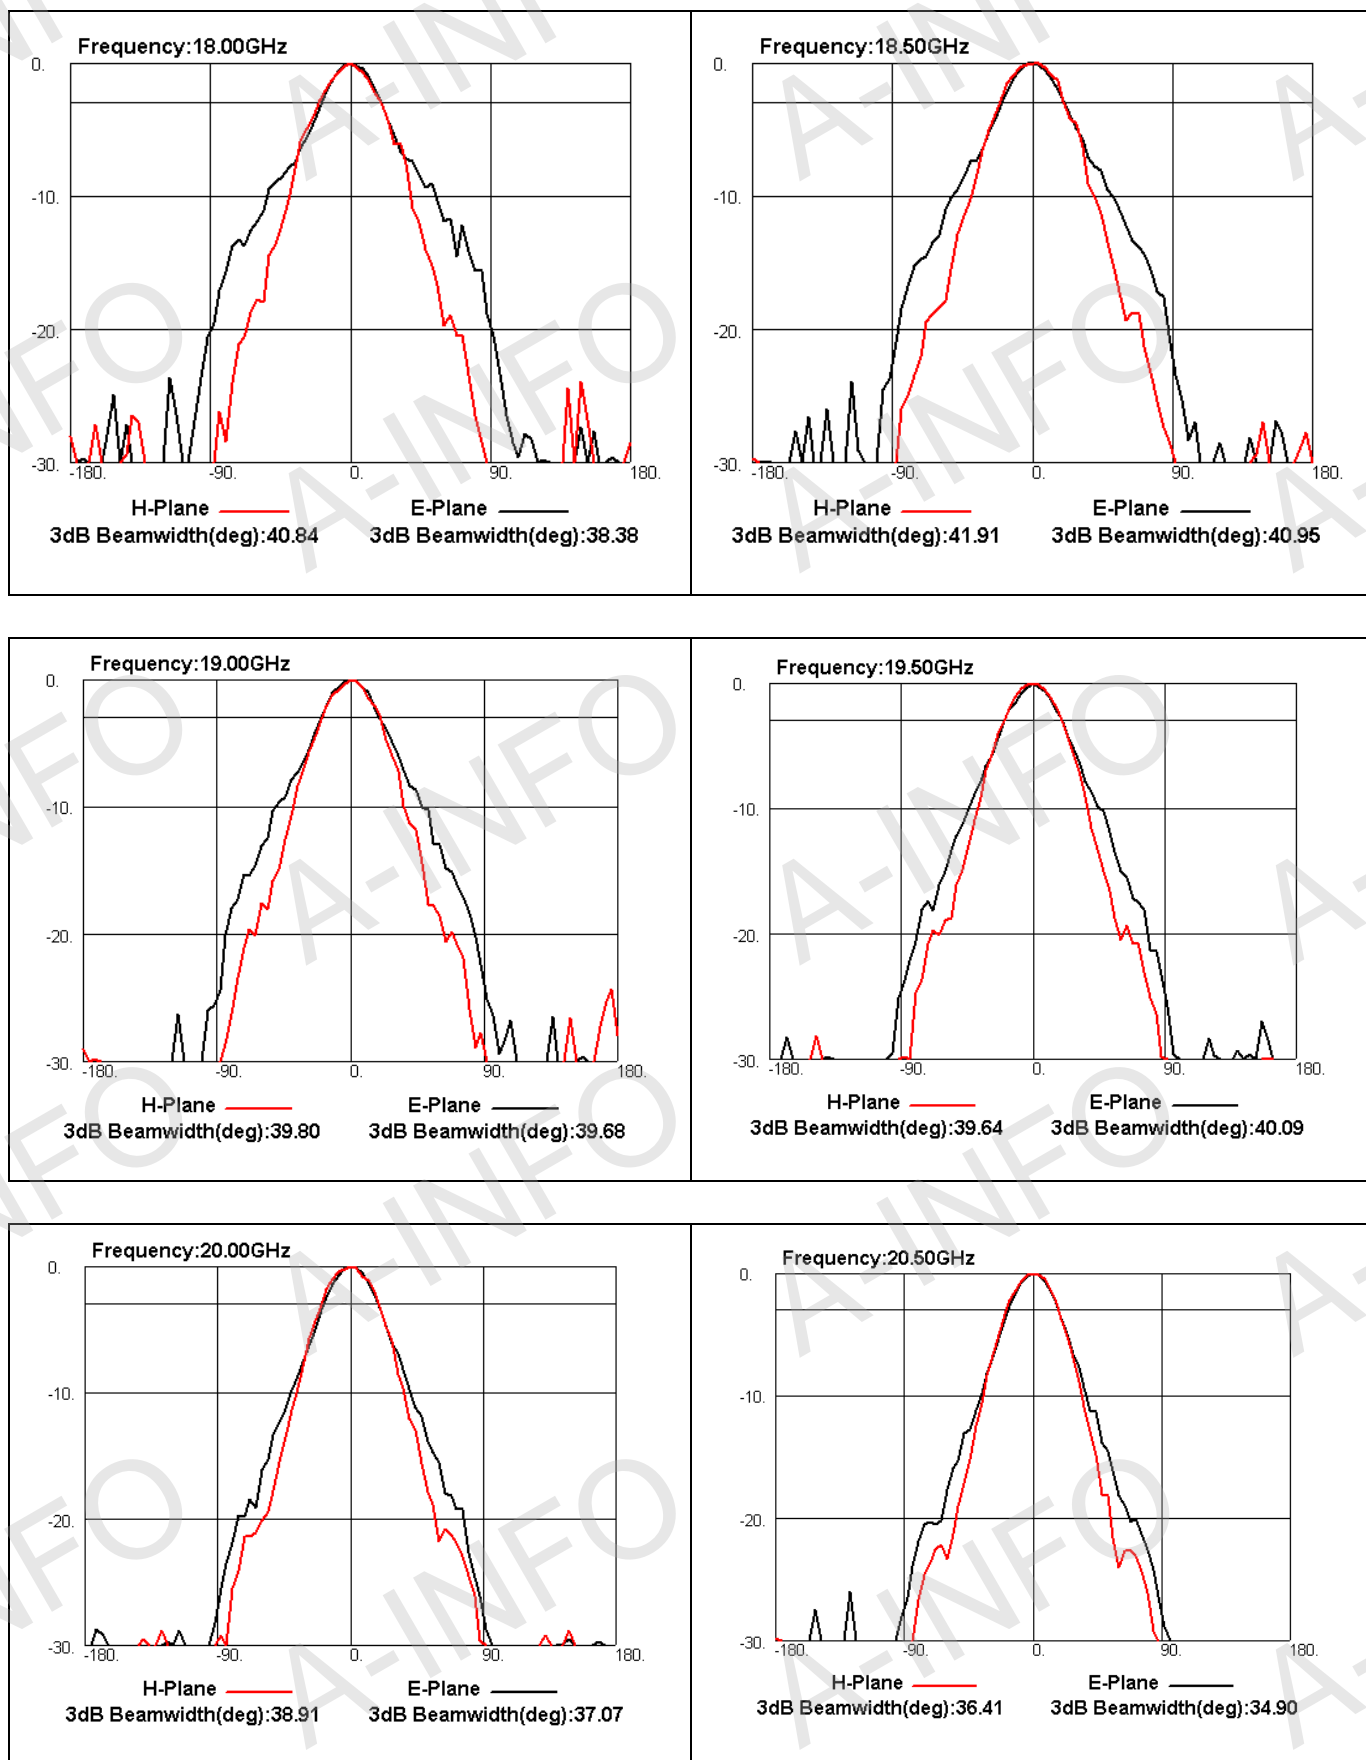 Frequency:18.00GHz
0.
-10.
-20.
-30.
-180.
-90.
0.
90.
180.
H-Plane
E-Plane
3dB Beamwidth(deg):40.84
3dB Beamwidth(deg):38.38
Frequency:18.50GHz
0.
-10.
-20.
-30.
-180.
-90.
0.
90.
180.
H-Plane
E-Plane
3dB Beamwidth(deg):41.91
3dB Beamwidth(deg):40.95
Frequency:19.00GHz
0.
-10.
-20.
-30.
-180.
-90.
0.
90.
180.
H-Plane
E-Plane
3dB Beamwidth(deg):39.80
3dB Beamwidth(deg):39.68
Frequency:19.50GHz
0.
-10.
-20.
-30.
-180.
-90.
0.
90.
180.
H-Plane
E-Plane
3dB Beamwidth(deg):39.64
3dB Beamwidth(deg):40.09
Frequency:20.00GHz
0.
-10.
-20.
-30.
-180.
-90.
0.
90.
180.
H-Plane
E-Plane
3dB Beamwidth(deg):38.91
3dB Beamwidth(deg):37.07
Frequency:20.50GHz
0.
-10.
-20.
-30.
-180.
-90.
0.
90.
180.
H-Plane
E-Plane
3dB Beamwidth(deg):36.41
3dB Beamwidth(deg):34.90
A-INFO
A-INFO
A-INFO
A-INFO
A-INFO
A-INFO
A-INFO
A-INFO